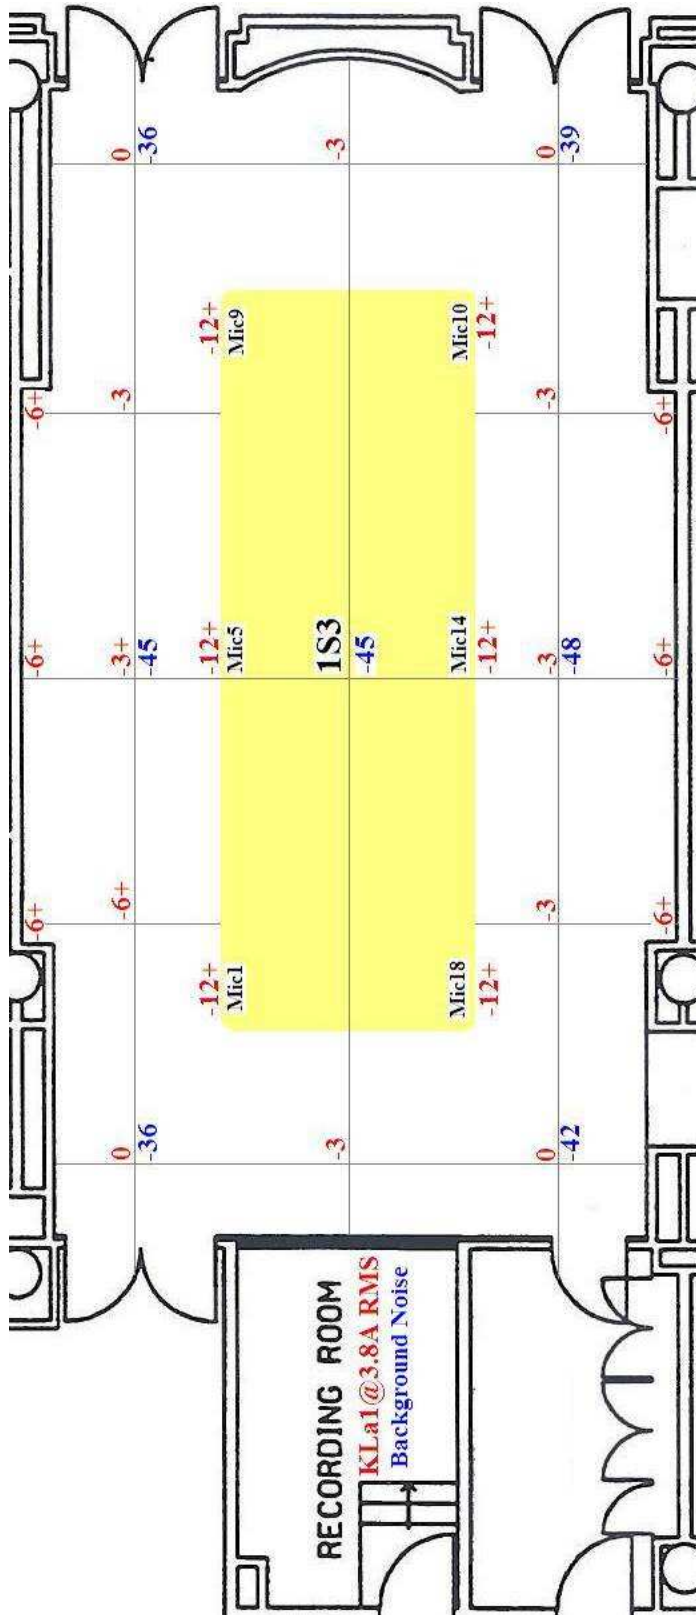 -6+ -6+ -6+
0 -6+ -3+ -3 0
-36 -45 -36
-12+ -12+ -12+
Mic1 Mic5 Mic9
RECORDING ROOM -3 1S3 -3
KLa1@3.8A RMS -45
Background Noise
Mic18 Mic14 Mic10
-12+ -12+ -12+
0 -3 -3 -3 0
-42 -48 -39
-6+ -6+ -6+